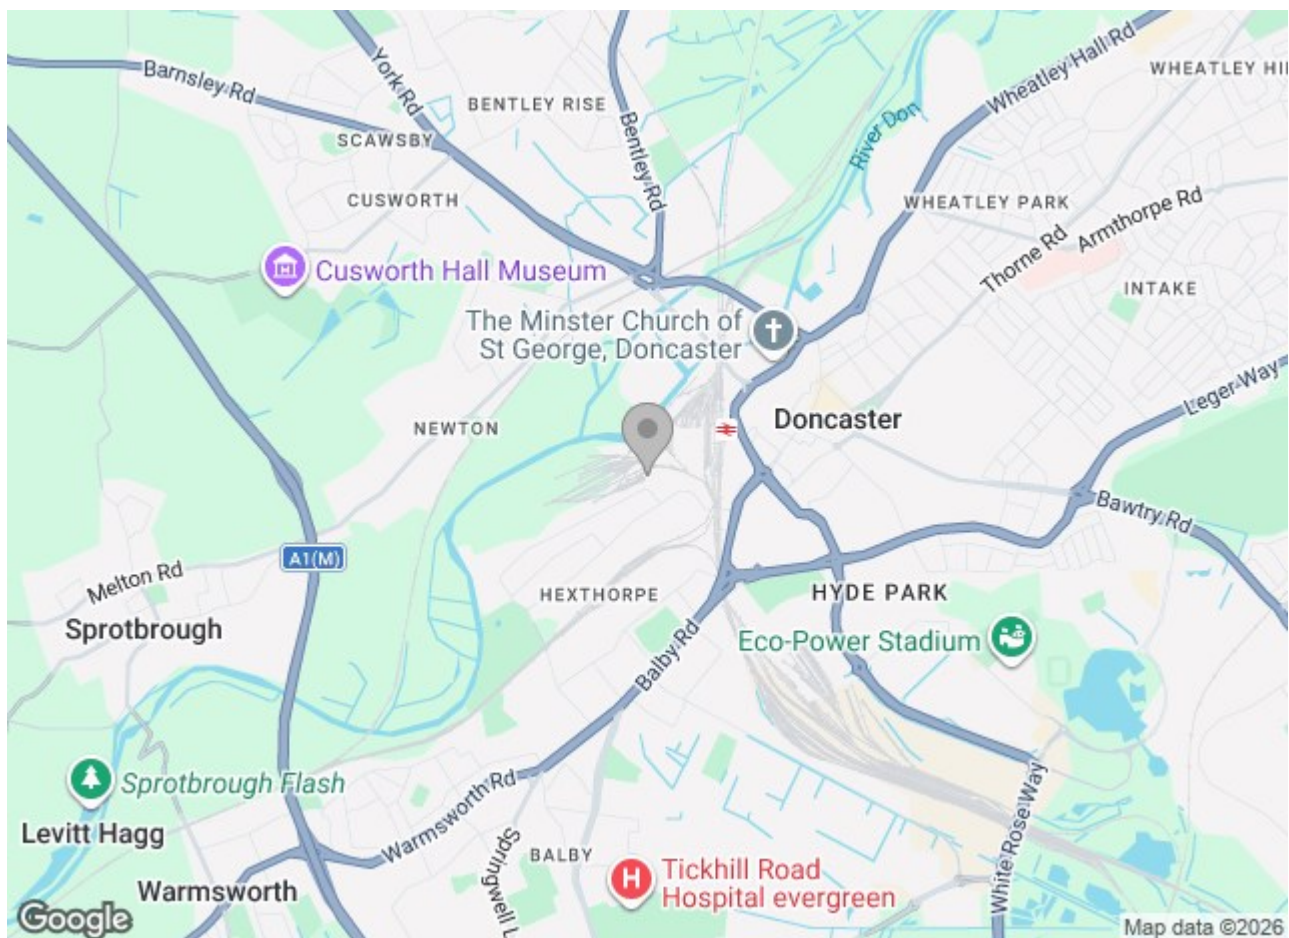 Barnsley Rd
York Rd
BENTLEY RISE
SCAWSBY
CUSWORTH
Bentley Rd
River Don
Wheatley Hall Rd
WHEATLEY HI
WHEATLEY PARK
Armthorpe Rd
Thorne Rd
INTAKE
Cusworth Hall Museum
The Minster Church of
St George, Doncaster
Leger Way
NEWTON
Doncaster
Bawtry Rd
A1(M)
Melton Rd
Sprotbrough
HEXTHORPE
HYDE PARK
Eco-Power Stadium
Balby Rd
Sprotbrough Flash
Levitt Hagg
Warmsworth Rd
White Rose Way
Springwell L
BALBY
Warmsworth
H
Tickhill Road
Hospital evergreen
Google
Map data ©2026